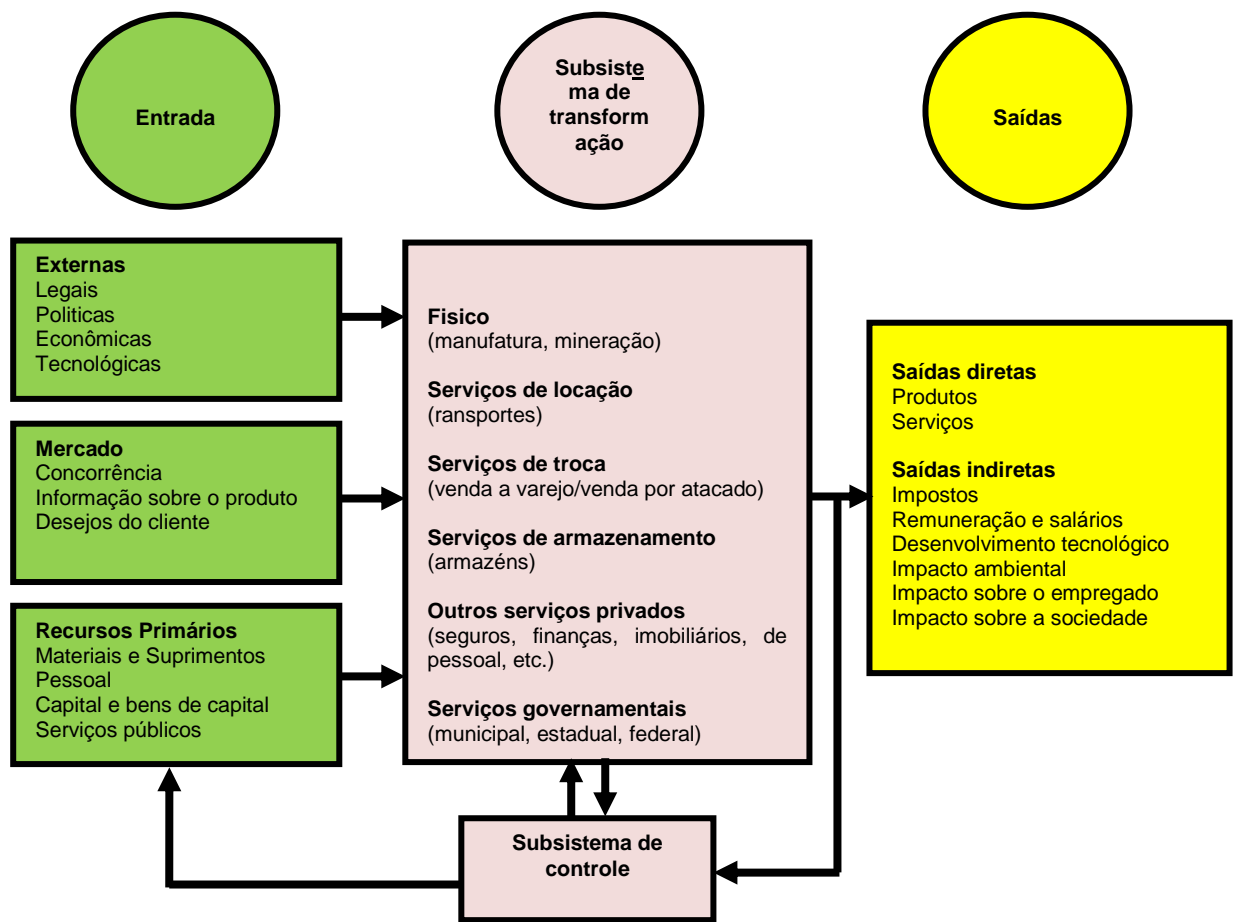 Entrada
Subsiste
ma de
transform
ação
Saídas
Externas
Legais
Politicas
Econômicas
Tecnológicas
Mercado
Concorrência
Informação sobre o produto
Desejos do cliente
Recursos Primários
Materiais e Suprimentos
Pessoal
Capital e bens de capital
Serviços públicos
Fisico
(manufatura, mineração)
Serviços de locação
(ransportes)
Serviços de troca
(venda a varejo/venda por atacado)
Serviços de armazenamento
(armazéns)
Outros serviços privados
(seguros, finanças, imobiliários, de
pessoal, etc.)
Serviços governamentais
(municipal, estadual, federal)
Saídas diretas
Produtos
Serviços
Saídas indiretas
Impostos
Remuneração e salários
Desenvolvimento tecnológico
Impacto ambiental
Impacto sobre o empregado
Impacto sobre a sociedade
Subsistema de
controle